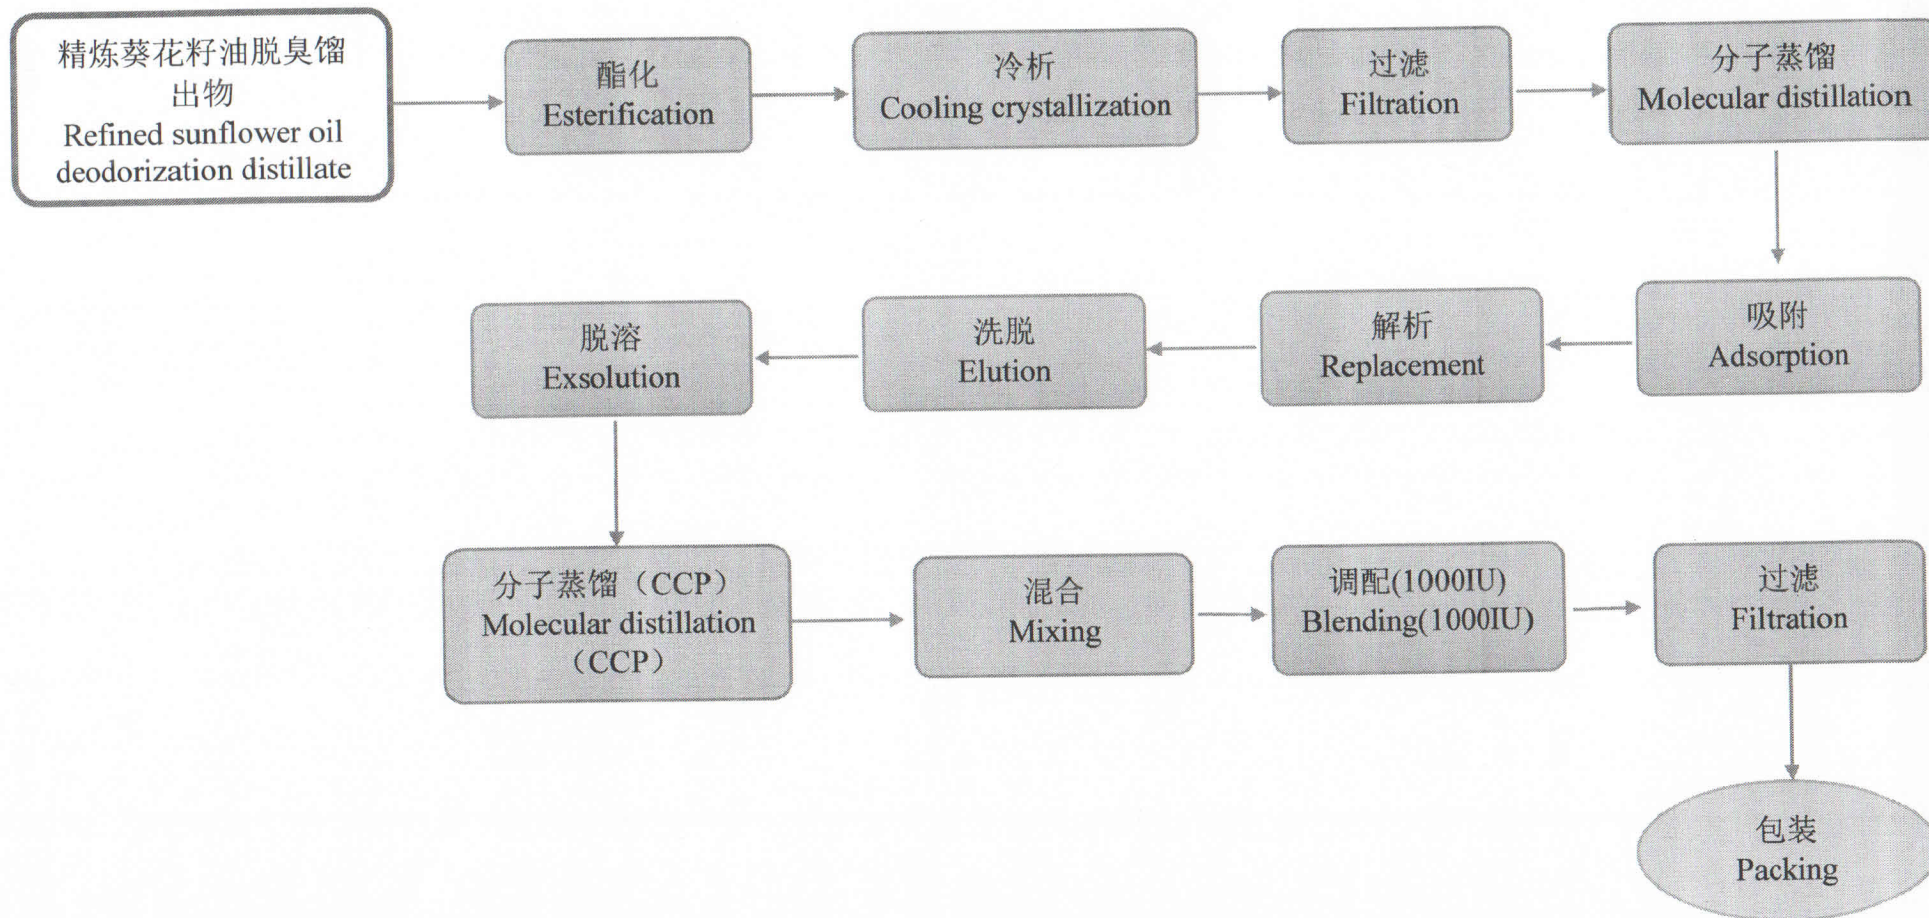 精炼葵花籽油脱臭馏
出物
Refined sunflower oil
deodorization distillate
酯化
Esterification
冷析
Cooling crystallization
过滤
Filtration
分子蒸馏
Molecular distillation
吸附
Adsorption
解析
Replacement
洗脱
Elution
脱溶
Exsolution
分子蒸馏（CCP）
Molecular distillation
（CCP）
混合
Mixing
调配(1000IU)
Blending(1000IU)
过滤
Filtration
包装
Packing